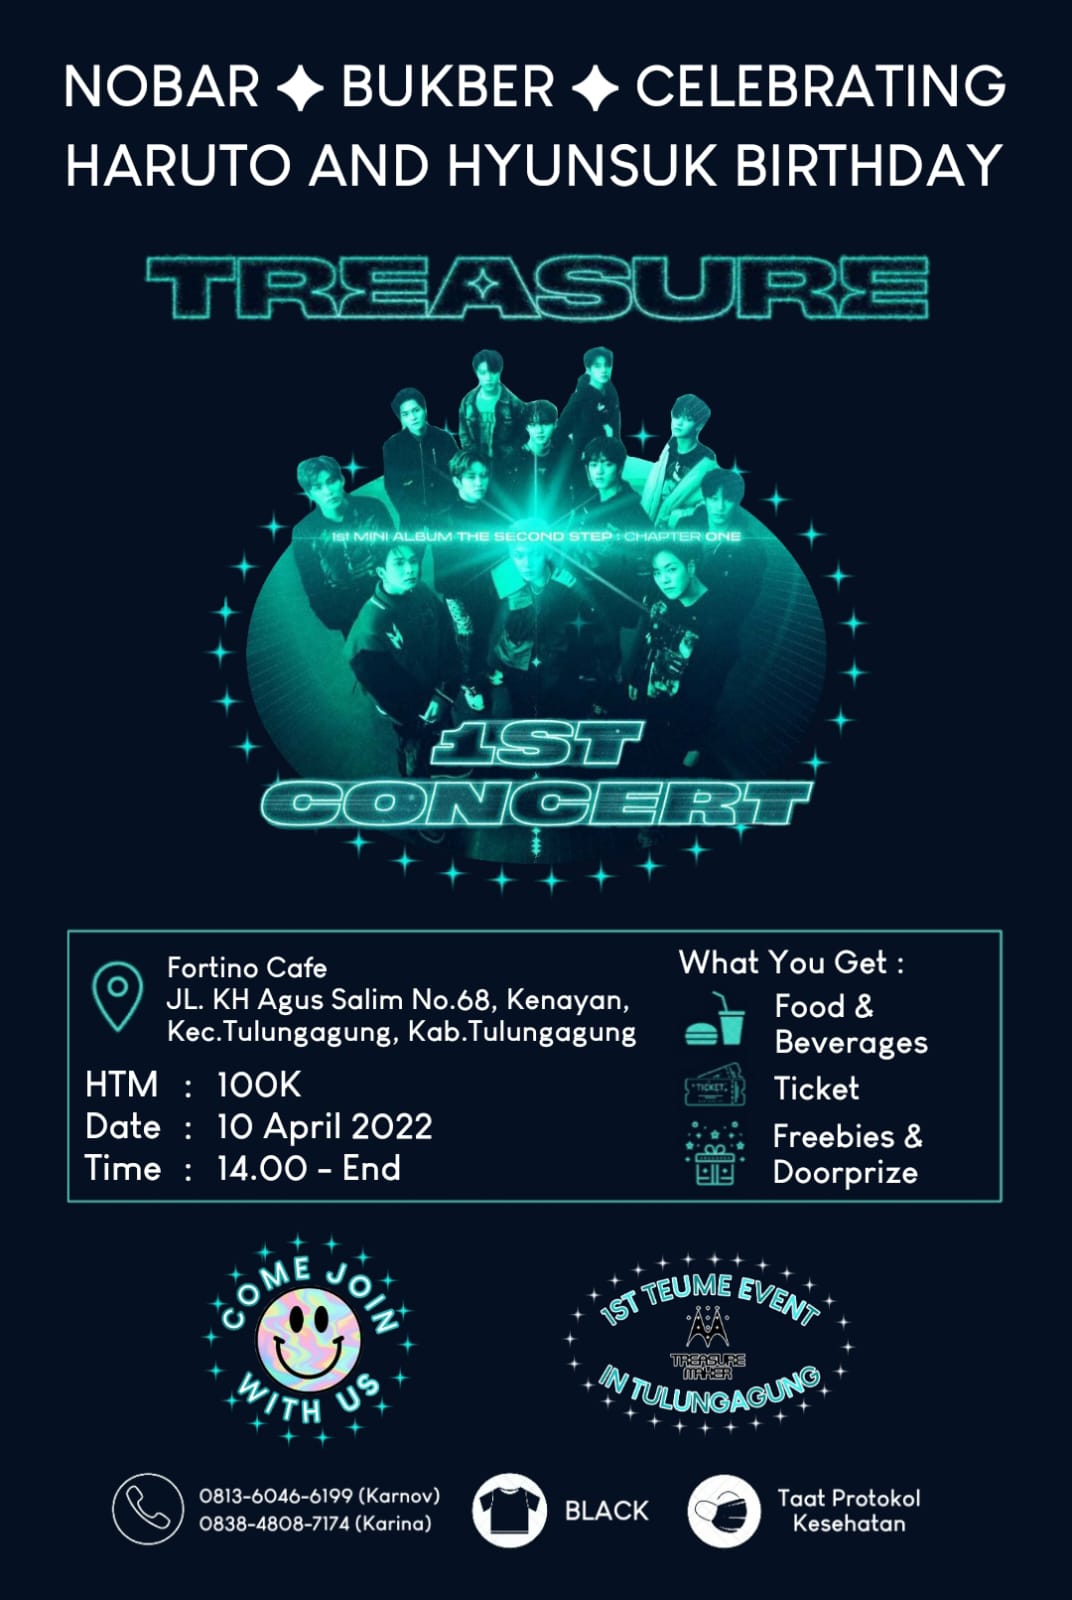 NOBAR ✦ BUKBER ✦ CELEBRATING
HARUTO AND HYUNSUK BIRTHDAY
TREASURE
1st MINI ALBUM THE SECOND STEP : CHAPTER ONE
1ST
CONCERT
Fortino Cafe
JL. KH Agus Salim No.68, Kenayan,
Kec.Tulungagung, Kab.Tulungagung
HTM : 100K
Date : 10 April 2022
Time : 14.00 - End
What You Get :
Food &
Beverages
TICKET
Ticket
Freebies &
Doorprize
COME JOIN
WITH US
1ST TEUME EVENT
TREASURE
MAKER
IN TULUNGAGUNG
0813-6046-6199 (Karnov)
0838-4808-7174 (Karina)
BLACK
Taat Protokol
Kesehatan